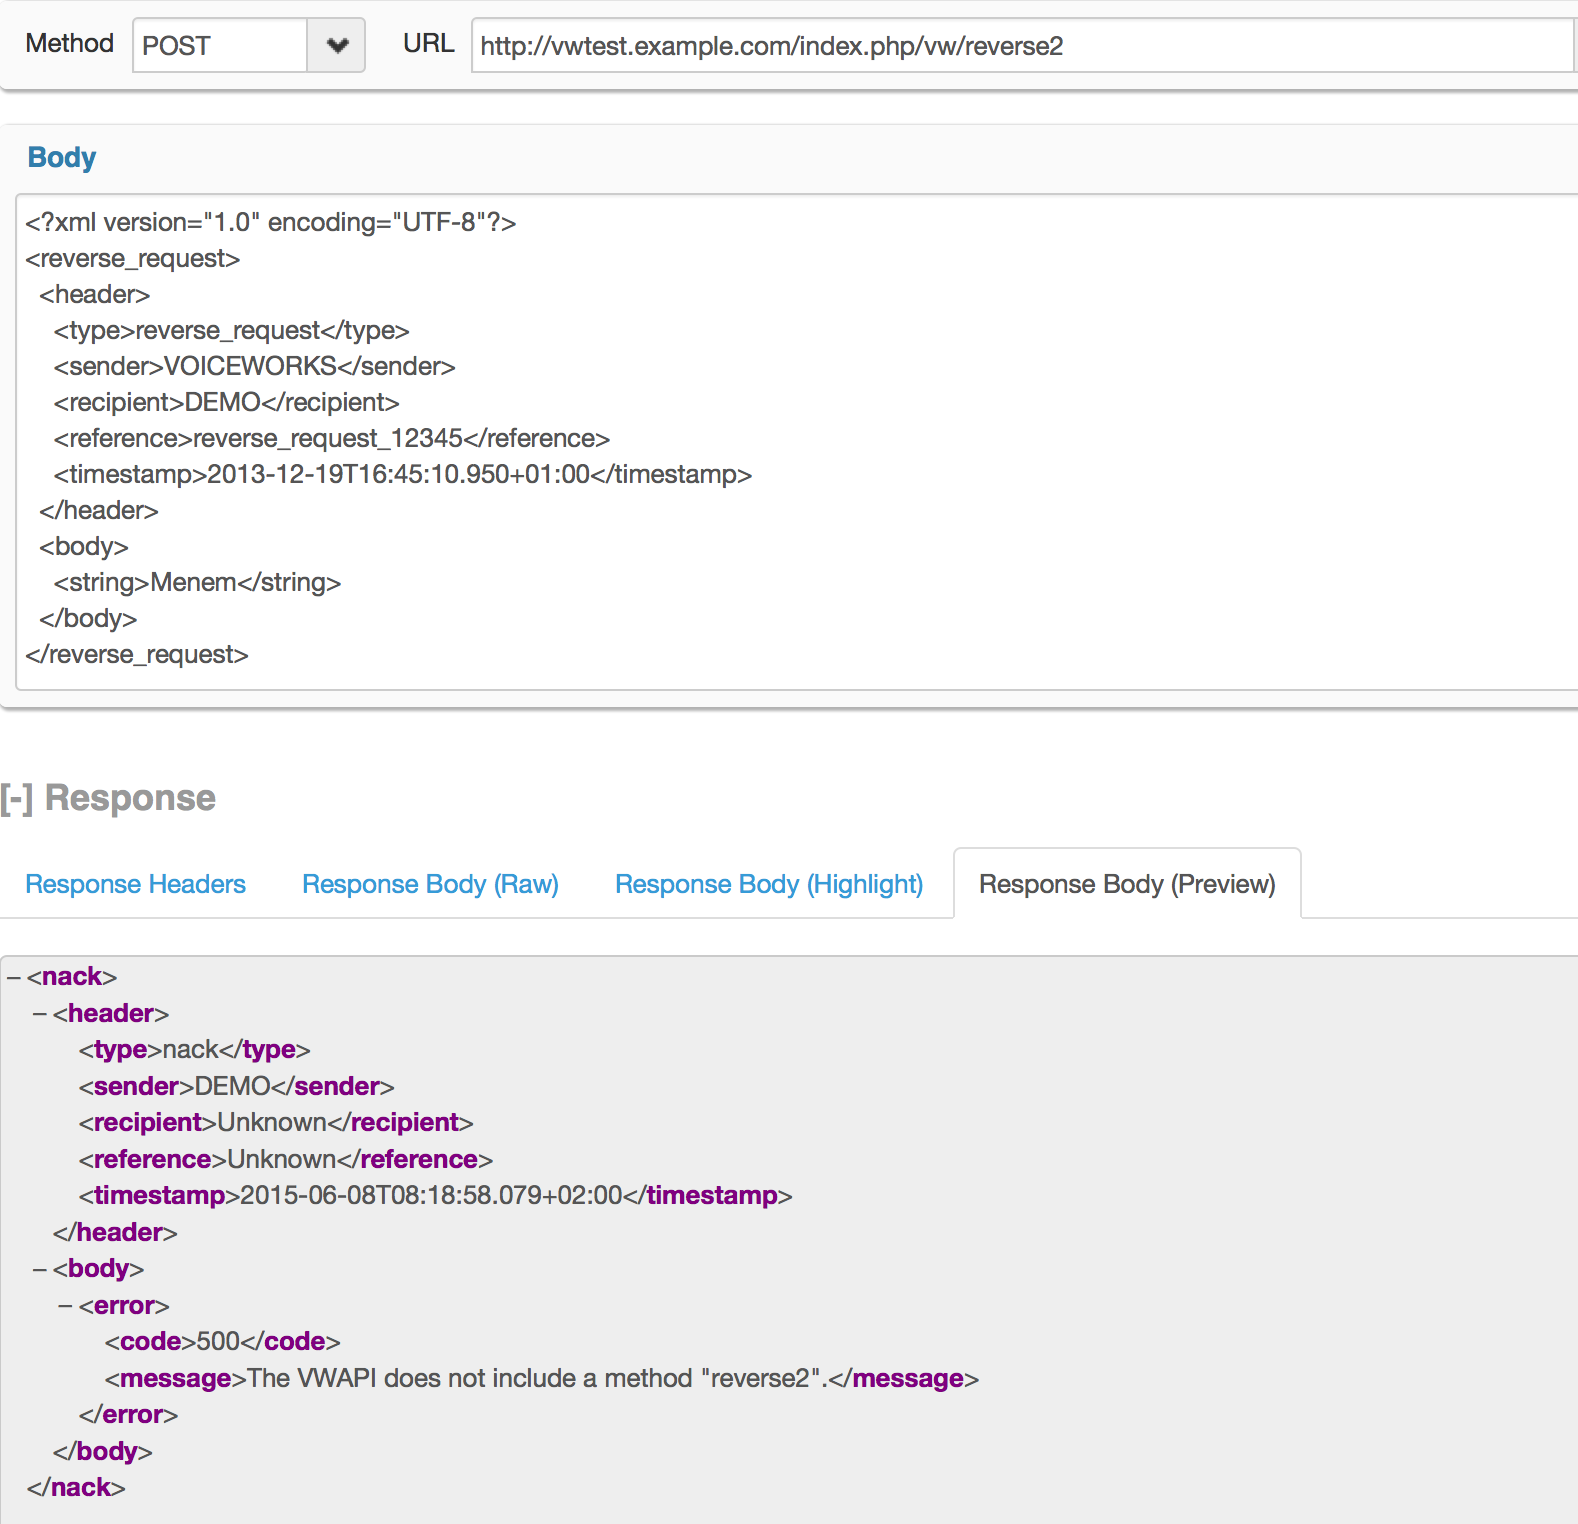 Method POST URL http://vwtest.example.com/index.php/vw/reverse2
Body
<?xml version="1.0" encoding="UTF-8"?>
<reverse_request>
<header>
<type>reverse_request</type>
<sender>VOICEWORKS</sender>
<recipient>DEMO</recipient>
<reference>reverse_request_12345</reference>
<timestamp>2013-12-19T16:45:10.950+01:00</timestamp>
</header>
<body>
<string>Menem</string>
</body>
</reverse_request>
[-] Response
Response Headers Response Body (Raw) Response Body (Highlight) Response Body (Preview)
– <nack>
– <header>
<type>nack</type>
<sender>DEMO</sender>
<recipient>Unknown</recipient>
<reference>Unknown</reference>
<timestamp>2015-06-08T08:18:58.079+02:00</timestamp>
</header>
– <body>
– <error>
<code>500</code>
<message>The VWAPI does not include a method "reverse2".</message>
</error>
</body>
</nack>